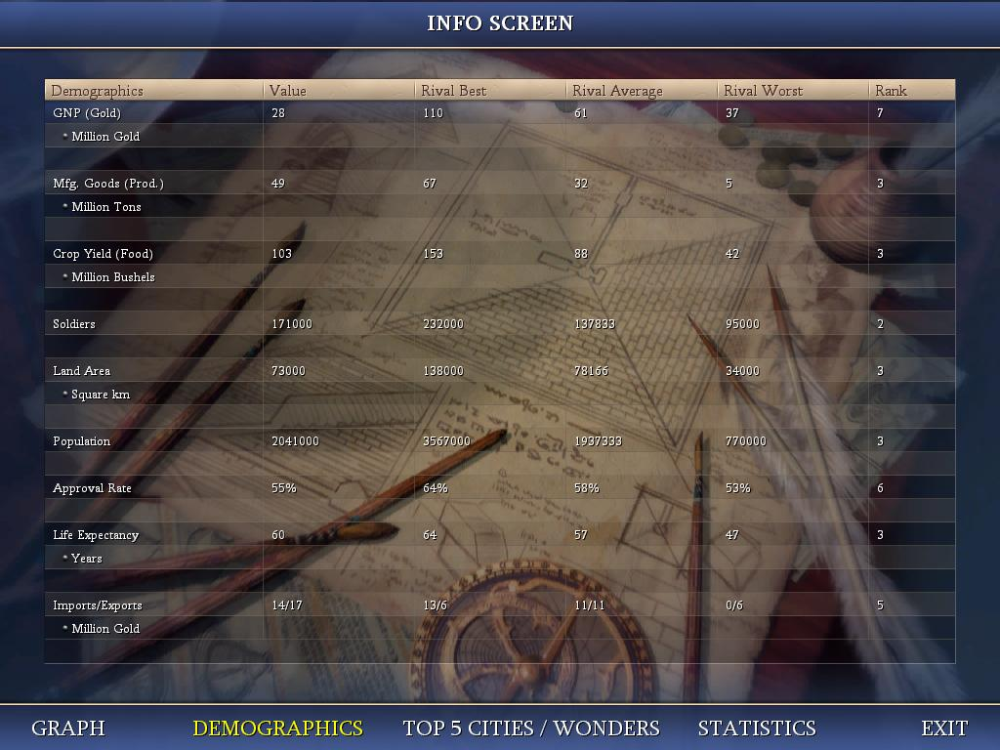 INFO SCREEN
Demographics Value Rival Best Rival Average Rival Worst Rank
GNP (Gold) 28 110 61 37 7
• Million Gold
Mfg. Goods (Prod.) 49 67 32 5 3
• Million Tons
Crop Yield (Food) 103 153 88 42 3
• Million Bushels
Soldiers 171000 232000 137833 95000 2
Land Area 73000 138000 78166 34000 3
• Square km
Population 2041000 3567000 1937333 770000 3
Approval Rate 55% 64% 58% 53% 6
Life Expectancy 60 64 57 47 3
• Years
Imports/Exports 14/17 13/6 11/11 0/6 5
• Million Gold
GRAPH DEMOGRAPHICS TOP 5 CITIES / WONDERS STATISTICS EXIT